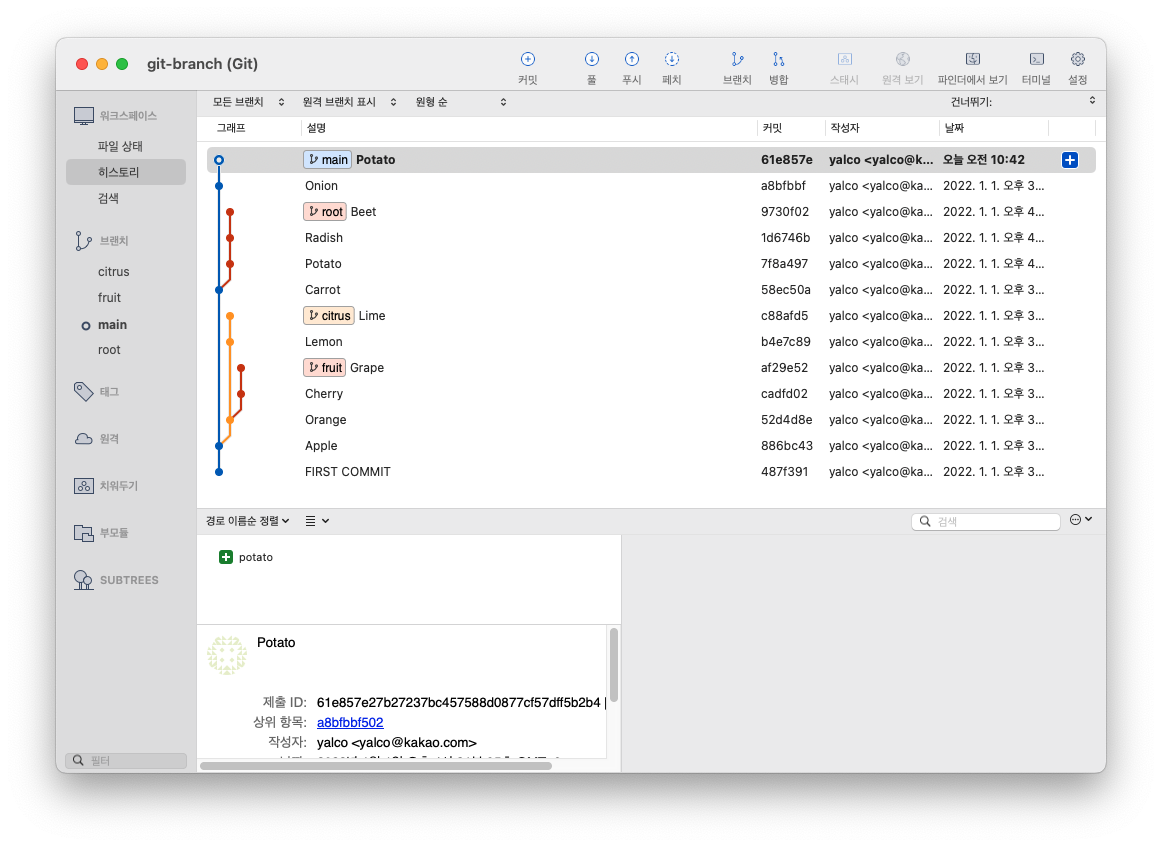 git-branch (Git)
커밋 풀 푸시 페치 브랜치 병합 스태시 원격 보기 파인더에서 보기 터미널 설정
워크스페이스
파일 상태
히스토리
검색
브랜치
citrus
fruit
main
root
태그
원격
치워두기
부모듈
SUBTREES
필터
모든 브랜치 원격 브랜치 표시 원형 순 건너뛰기:
그래프 설명 커밋 작성자 날짜
main Potato 61e857e yalco <yalco@k... 오늘 오전 10:42
Onion a8bfbbf yalco <yalco@ka... 2022. 1. 1. 오후 3...
root Beet 9730f02 yalco <yalco@ka... 2022. 1. 1. 오후 4...
Radish 1d6746b yalco <yalco@ka... 2022. 1. 1. 오후 4...
Potato 7f8a497 yalco <yalco@ka... 2022. 1. 1. 오후 4...
Carrot 58ec50a yalco <yalco@ka... 2022. 1. 1. 오후 3...
citrus Lime c88afd5 yalco <yalco@ka... 2022. 1. 1. 오후 3...
Lemon b4e7c89 yalco <yalco@ka... 2022. 1. 1. 오후 3...
fruit Grape af29e52 yalco <yalco@ka... 2022. 1. 1. 오후 3...
Cherry cadfd02 yalco <yalco@ka... 2022. 1. 1. 오후 3...
Orange 52d4d8e yalco <yalco@ka... 2022. 1. 1. 오후 3...
Apple 886bc43 yalco <yalco@ka... 2022. 1. 1. 오후 3...
FIRST COMMIT 487f391 yalco <yalco@ka... 2022. 1. 1. 오후 3...
경로 이름순 정렬 검색
potato
Potato
제출 ID: 61e857e27b27237bc457588d0877cf57dff5b2b4
상위 항목: a8bfbbf502
작성자: yalco <yalco@kakao.com>